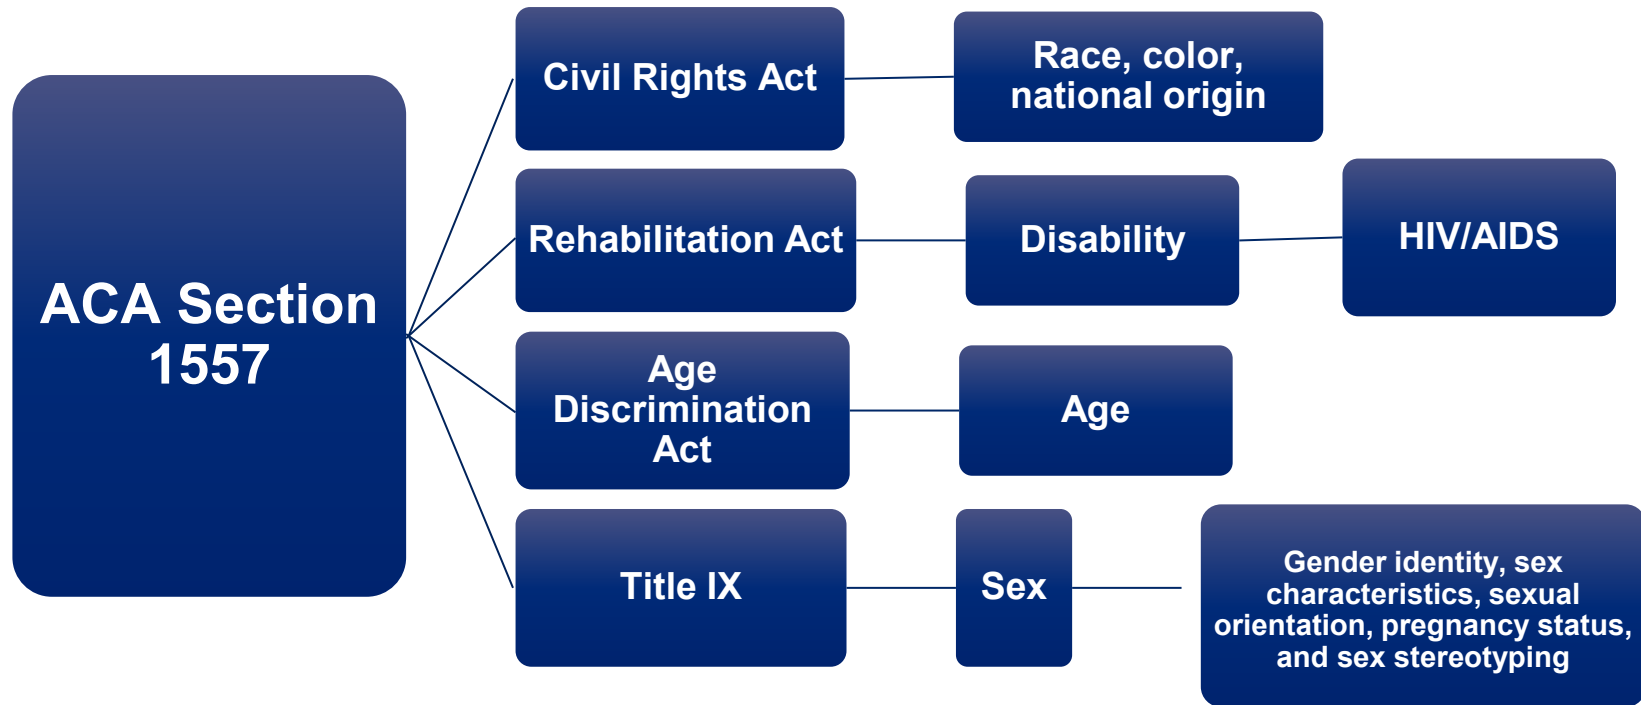 ACA Section
1557
Civil Rights Act
Race, color,
national origin
Rehabilitation Act
Disability
HIV/AIDS
Age
Discrimination
Act
Age
Title IX
Sex
Gender identity, sex
characteristics, sexual
orientation, pregnancy status,
and sex stereotyping